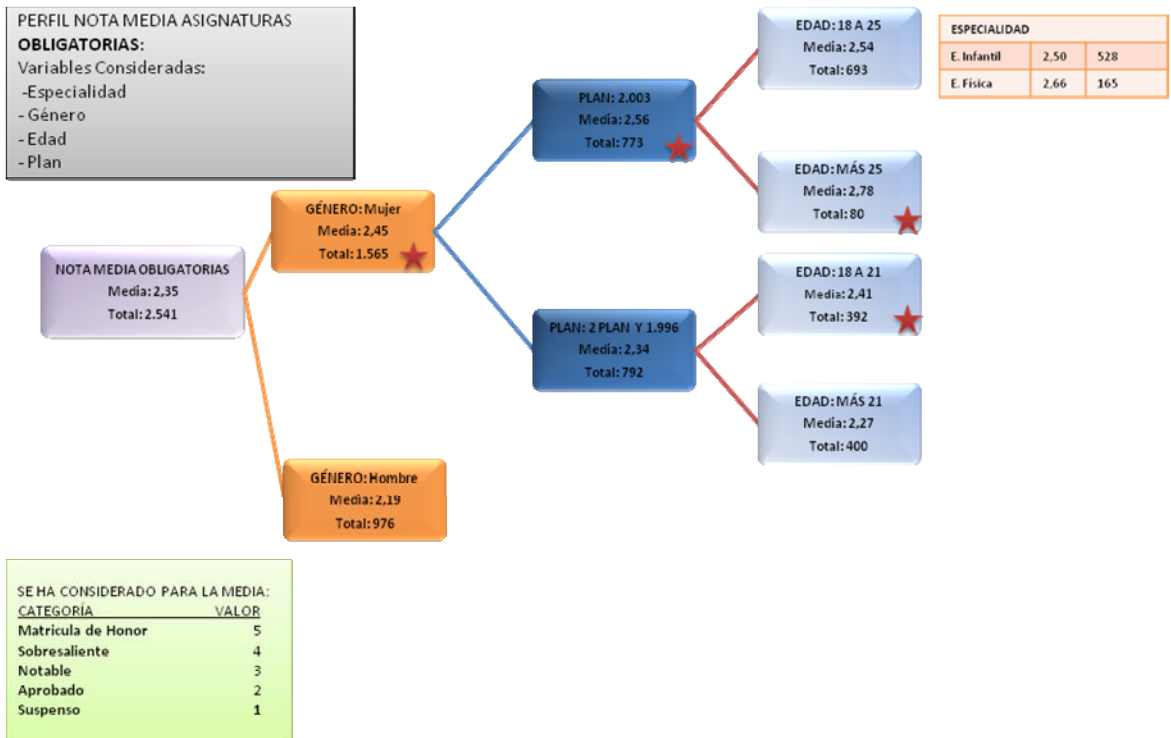 PERFIL NOTA MEDIA ASIGNATURAS
OBLIGATORIAS:
Variables Consideradas:
-Especialidad
- Género
- Edad
- Plan
NOTA MEDIA OBLIGATORIAS
Media: 2,35
Total: 2.541
GÉNERO: Mujer
Media: 2,45
Total: 1.565
GÉNERO: Hombre
Media: 2,19
Total: 976
PLAN: 2.003
Media: 2,56
Total: 773
PLAN: 2 PLAN Y 1.996
Media: 2,34
Total: 792
EDAD: 18 A 25
Media: 2,54
Total: 693
EDAD: MÁS 25
Media: 2,78
Total: 80
EDAD: 18 A 21
Media: 2,41
Total: 392
EDAD: MÁS 21
Media: 2,27
Total: 400
ESPECIALIDAD
E. Infantil 2,50 528
E. Física 2,66 165
SE HA CONSIDERADO PARA LA MEDIA:
CATEGORÍA VALOR
Matricula de Honor 5
Sobresaliente 4
Notable 3
Aprobado 2
Suspenso 1